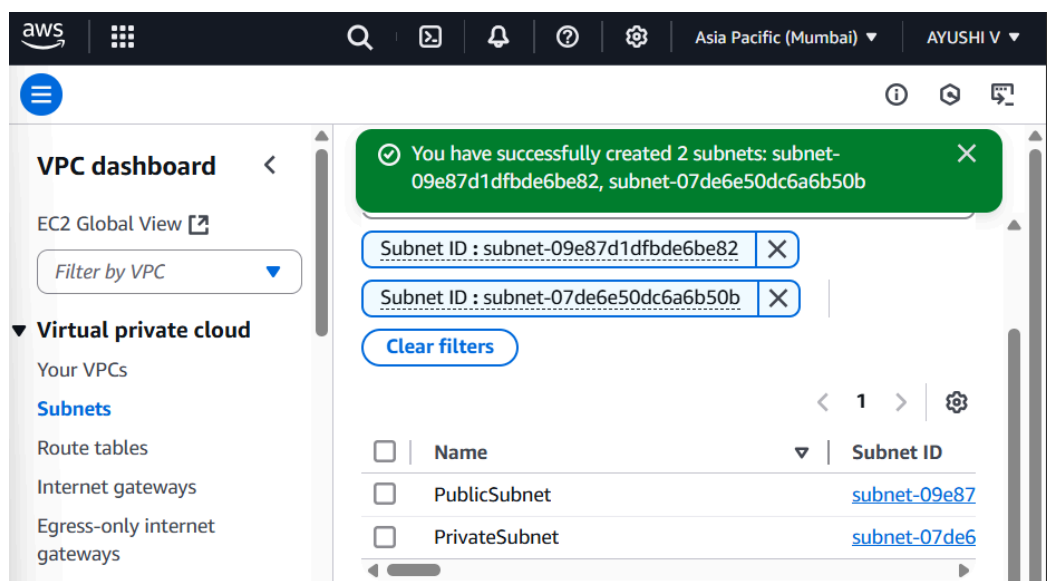 aws
Asia Pacific (Mumbai)
AYUSHI V
VPC dashboard
EC2 Global View
Filter by VPC
Virtual private cloud
Your VPCs
Subnets
Route tables
Internet gateways
Egress-only internet
gateways
You have successfully created 2 subnets: subnet-
09e87d1dfbde6be82, subnet-07de6e50dc6a6b50b
Subnet ID : subnet-09e87d1dfbde6be82
Subnet ID : subnet-07de6e50dc6a6b50b
Clear filters
1
Name Subnet ID
PublicSubnet subnet-09e87
PrivateSubnet subnet-07de6